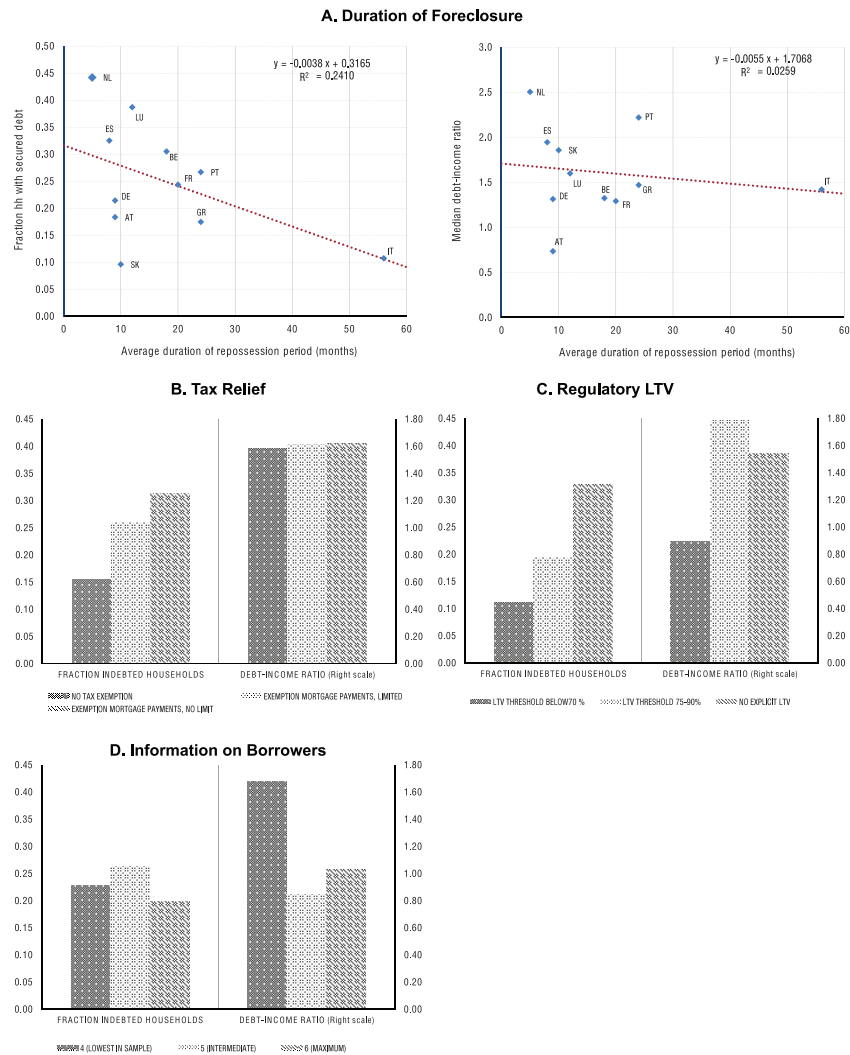 A. Duration of Foreclosure
0.50
0.45
0.40
0.35
0.30
0.25
0.20
0.15
0.10
0.05
0.00
Fraction hh with secured debt
y = -0.0038 x + 0.3165
R² = 0.2410
NL
LU
ES
BE
FR
PT
DE
AT
GR
SK
IT
0 10 20 30 40 50 60
Average duration of repossession period (months)
3.0
2.5
2.0
1.5
1.0
0.5
0.0
Median debt-income ratio
y = -0.0055 x + 1.7068
R² = 0.0259
NL
PT
ES
SK
LU
DE
BE
FR
GR
IT
AT
0 10 20 30 40 50 60
Average duration of repossession period (months)
B. Tax Relief
0.45
0.40
0.35
0.30
0.25
0.20
0.15
0.10
0.05
0.00
1.80
1.60
1.40
1.20
1.00
0.80
0.60
0.40
0.20
0.00
FRACTION INDEBTED HOUSEHOLDS
DEBT-INCOME RATIO (Right scale)
NO TAX EXEMPTION
EXEMPTION MORTGAGE PAYMENTS, LIMITED
EXEMPTION MORTGAGE PAYMENTS, NO LIMIT
C. Regulatory LTV
0.45
0.40
0.35
0.30
0.25
0.20
0.15
0.10
0.05
0.00
1.80
1.60
1.40
1.20
1.00
0.80
0.60
0.40
0.20
0.00
FRACTION INDEBTED HOUSEHOLDS
DEBT-INCOME RATIO (Right scale)
LTV THRESHOLD BELOW70 %
LTV THRESHOLD 75-90%
NO EXPLICIT LTV
D. Information on Borrowers
0.45
0.40
0.35
0.30
0.25
0.20
0.15
0.10
0.05
0.00
1.80
1.60
1.40
1.20
1.00
0.80
0.60
0.40
0.20
0.00
FRACTION INDEBTED HOUSEHOLDS
DEBT-INCOME RATIO (Right scale)
4 (LOWEST IN SAMPLE)
5 (INTERMEDIATE)
6 (MAXIMUM)